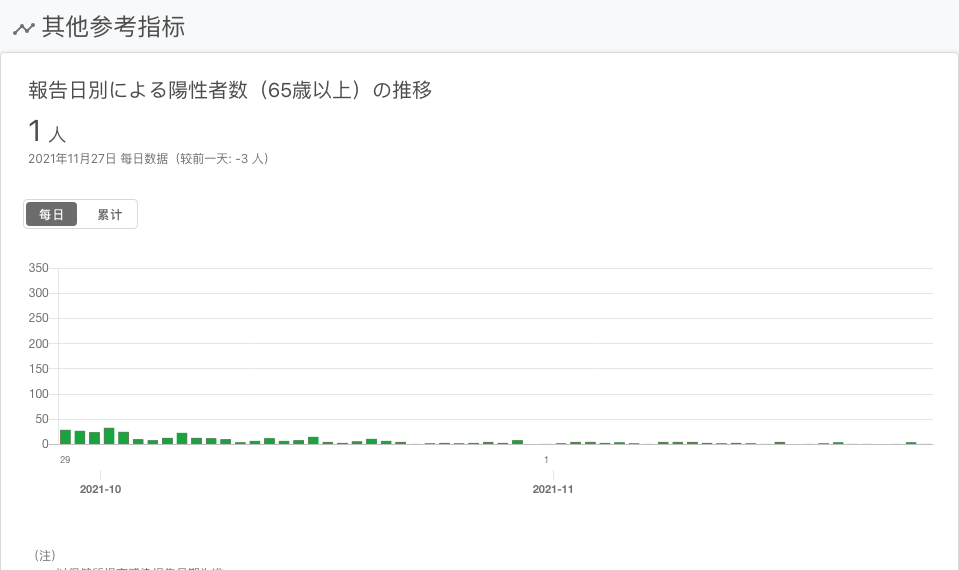 其他参考指标
報告日別による陽性者数（65歳以上）の推移
1 人
2021年11月27日 每日数据（较前一天: -3 人）
每日 累计
350
300
250
200
150
100
50
0
29 1
2021-10 2021-11
（注）